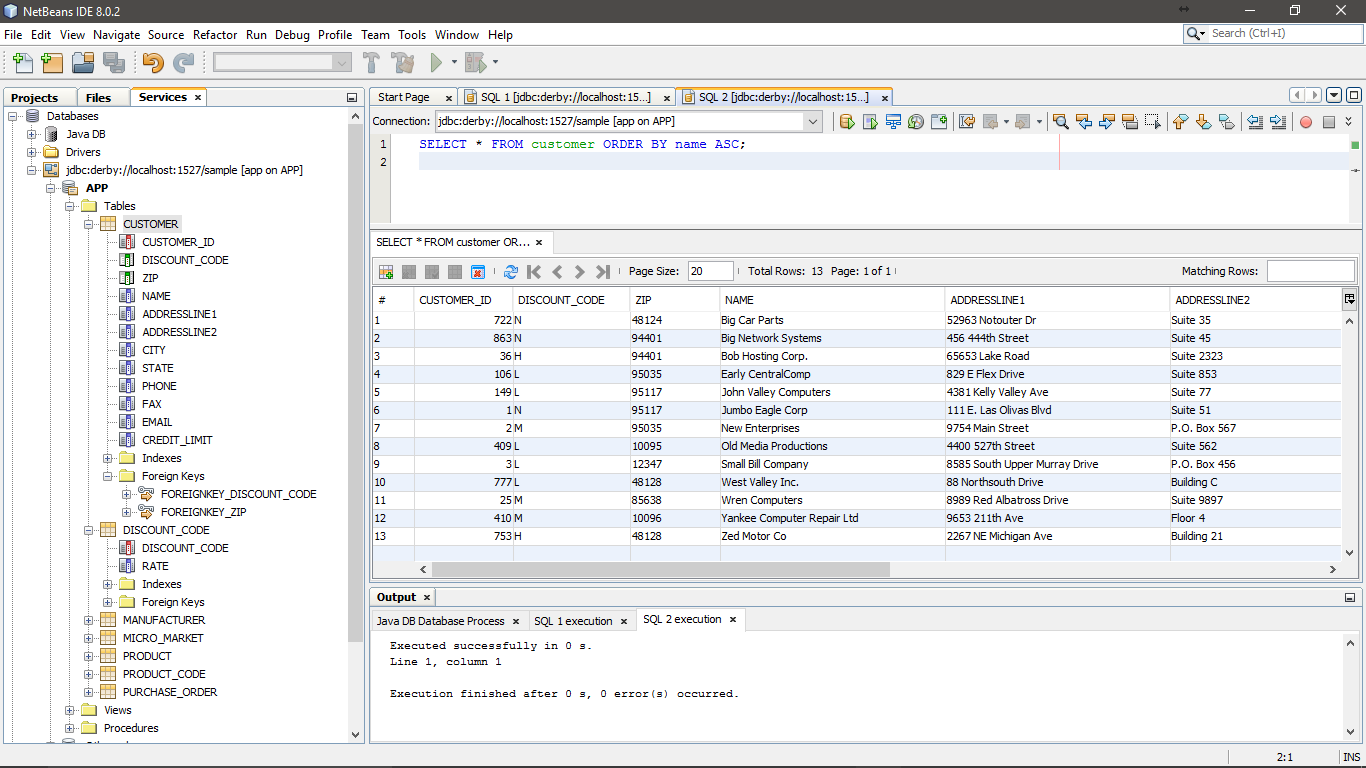 NetBeans IDE 8.0.2
File Edit View Navigate Source Refactor Run Debug Profile Team Tools Window Help
Search (Ctrl+I)
Projects Files Services
Databases
Java DB
Drivers
jdbc:derby://localhost:1527/sample [app on APP]
APP
Tables
CUSTOMER
CUSTOMER_ID
DISCOUNT_CODE
ZIP
NAME
ADDRESSLINE1
ADDRESSLINE2
CITY
STATE
PHONE
FAX
EMAIL
CREDIT_LIMIT
Indexes
Foreign Keys
FOREIGNKEY_DISCOUNT_CODE
FOREIGNKEY_ZIP
DISCOUNT_CODE
DISCOUNT_CODE
RATE
Indexes
Foreign Keys
MANUFACTURER
MICRO_MARKET
PRODUCT
PRODUCT_CODE
PURCHASE_ORDER
Views
Procedures
Start Page SQL 1 [jdbc:derby://localhost:15...] SQL 2 [jdbc:derby://localhost:15...]
Connection: jdbc:derby://localhost:1527/sample [app on APP]
1 SELECT * FROM customer ORDER BY name ASC;
2
SELECT * FROM customer OR...
Page Size: 20 Total Rows: 13 Page: 1 of 1 Matching Rows:
# CUSTOMER_ID DISCOUNT_CODE ZIP NAME ADDRESSLINE1 ADDRESSLINE2
1 722 N 48124 Big Car Parts 52963 Notouter Dr Suite 35
2 863 N 94401 Big Network Systems 456 444th Street Suite 45
3 36 H 94401 Bob Hosting Corp. 65653 Lake Road Suite 2323
4 106 L 95035 Early CentralComp 829 E Flex Drive Suite 853
5 149 L 95117 John Valley Computers 4381 Kelly Valley Ave Suite 77
6 1 N 95117 Jumbo Eagle Corp 111 E. Las Olivas Blvd Suite 51
7 2 M 95035 New Enterprises 9754 Main Street P.O. Box 567
8 409 L 10095 Old Media Productions 4400 527th Street Suite 562
9 3 L 12347 Small Bill Company 8585 South Upper Murray Drive P.O. Box 456
10 777 L 48128 West Valley Inc. 88 Northsouth Drive Building C
11 25 M 85638 Wren Computers 8989 Red Albatross Drive Suite 9897
12 410 M 10096 Yankee Computer Repair Ltd 9653 211th Ave Floor 4
13 753 H 48128 Zed Motor Co 2267 NE Michigan Ave Building 21
Output
Java DB Database Process SQL 1 execution SQL 2 execution
Executed successfully in 0 s.
Line 1, column 1
Execution finished after 0 s, 0 error(s) occurred.
2:1 INS